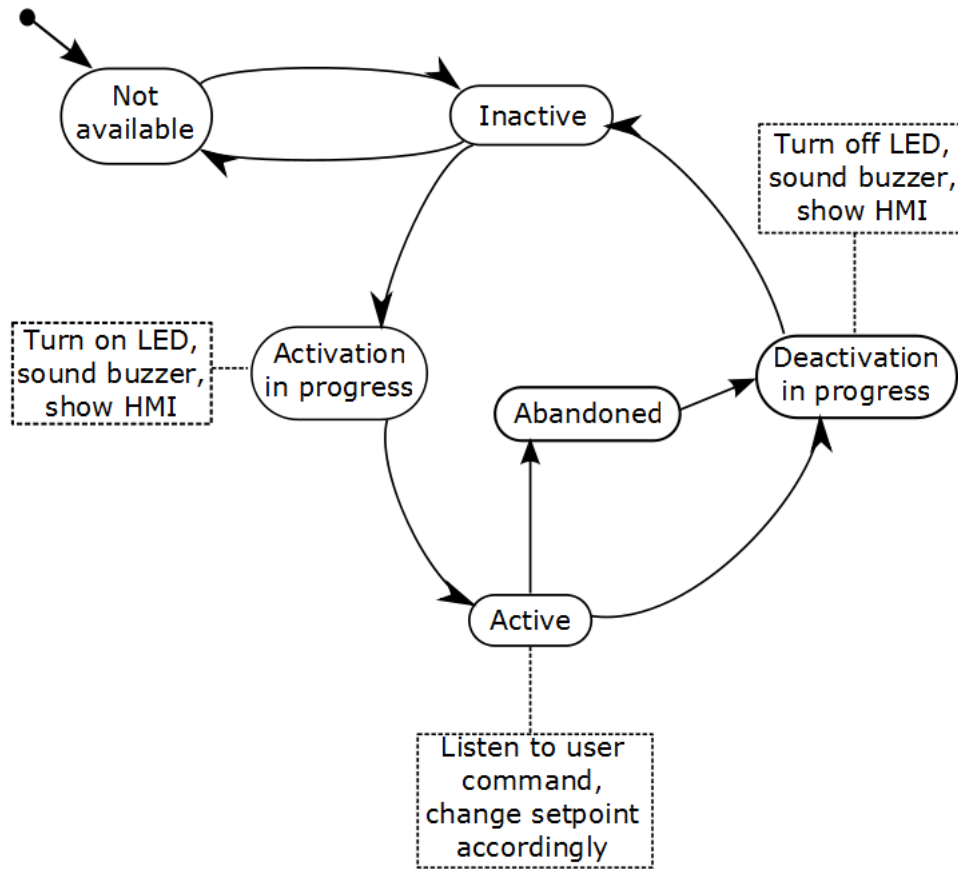 Not
available
Inactive
Turn off LED,
sound buzzer,
show HMI
Turn on LED,
sound buzzer,
show HMI
Activation
in progress
Deactivation
in progress
Abandoned
Active
Listen to user
command,
change setpoint
accordingly